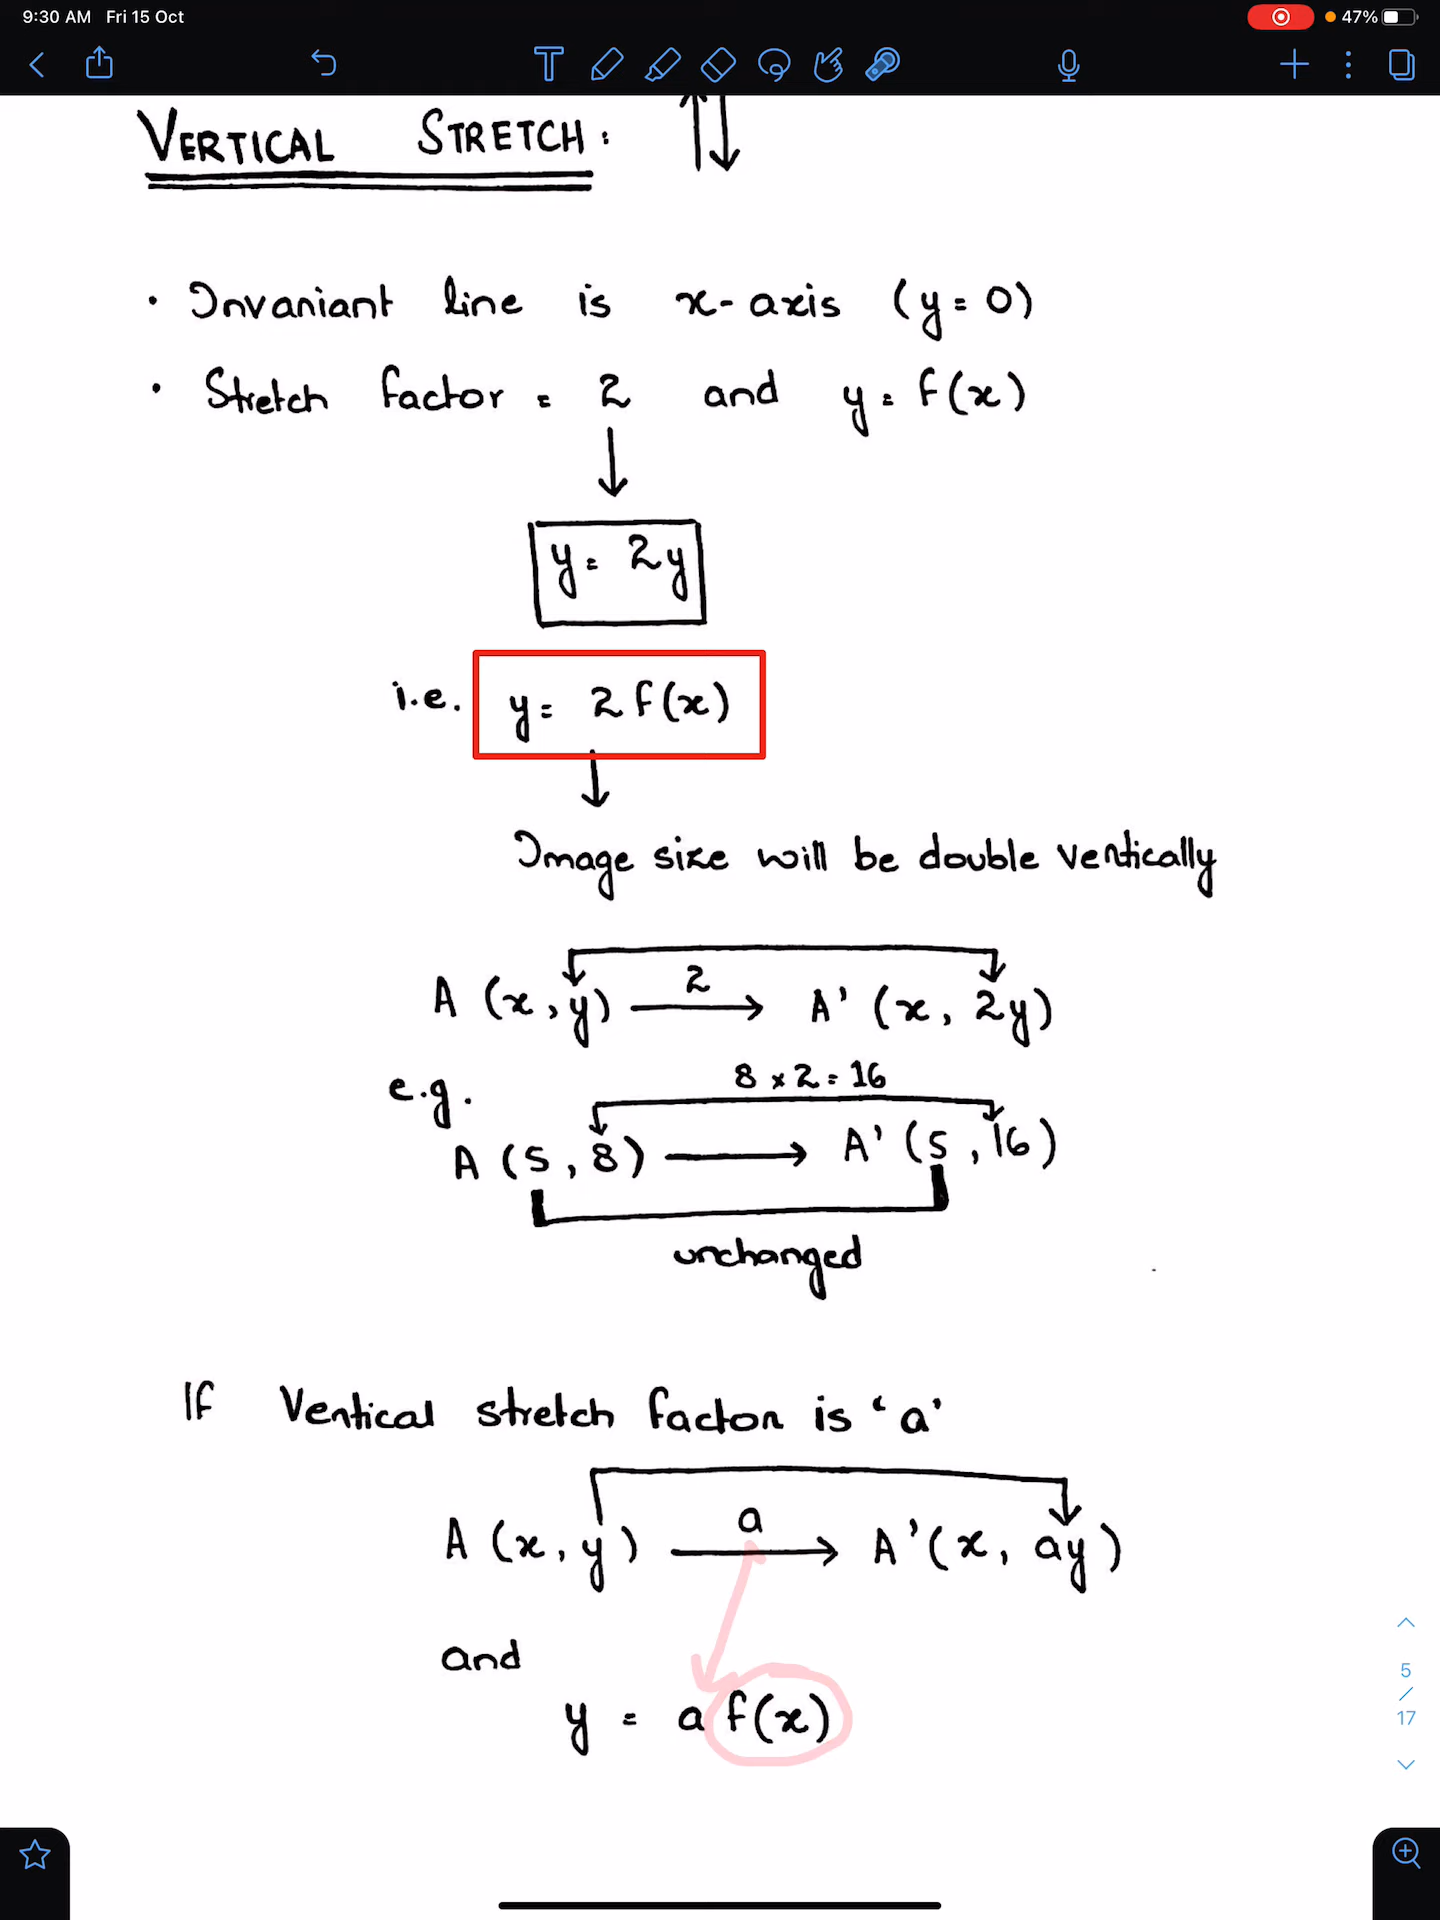 9:30 AM Fri 15 Oct 47%
VERTICAL STRETCH:
• Invariant line is x-axis (y=0)
• Stretch factor = 2 and y = f(x)
y = 2y
i.e. y = 2f(x)
Image size will be double vertically
2
A (x, y) → A' (x, 2y)
e.g.
8 × 2 = 16
A (5, 8) → A' (5, 16)
unchanged
If Vertical stretch factor is 'a'
a
A (x, y) → A' (x, ay)
and
y = a f(x)
5
/
17